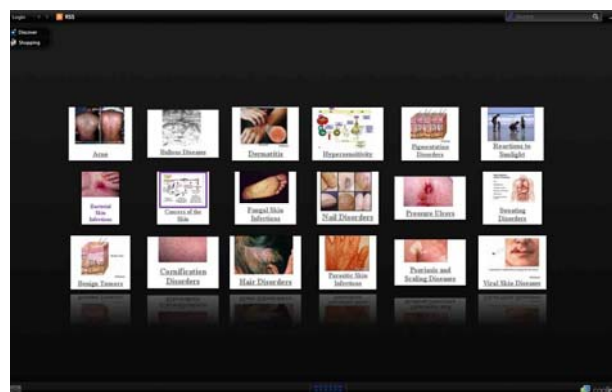 Login
RSS
Search
Discover
Shopping
Acne
Bullous Diseases
Dermatitis
Hypersensitivity
Pigmentation
Disorders
Reactions to
Sunlight
Bacterial
Skin
Infections
Cancers of the
Skin
Fungal Skin
Infections
Nail Disorders
Pressure Ulcers
Sweating
Disorders
Benign Tumors
Cornification
Disorders
Hair Disorders
Parasitic Skin
Infections
Psoriasis and
Scaling Diseases
Viral Skin Diseases